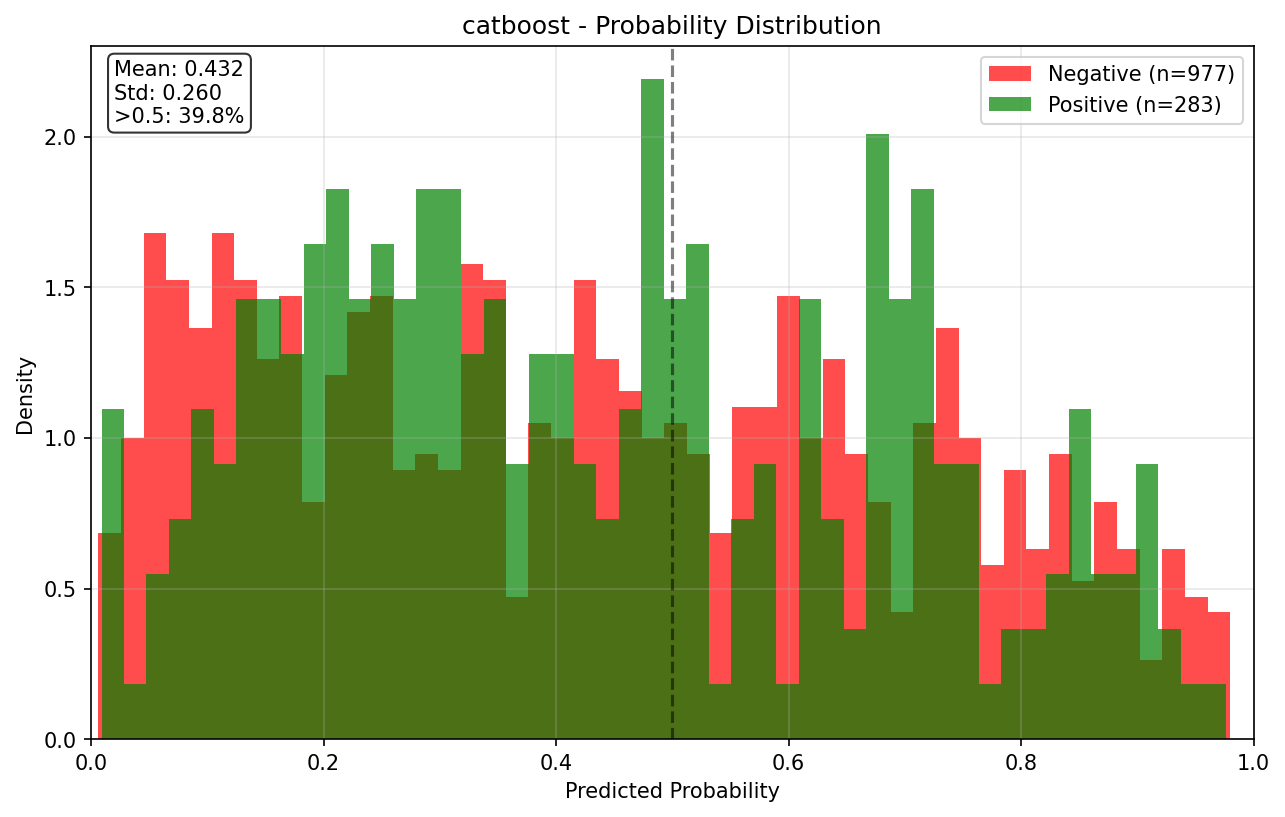 catboost - Probability Distribution
Mean: 0.432
Std: 0.260
>0.5: 39.8%
Negative (n=977)
Positive (n=283)
Density
2.0
1.5
1.0
0.5
0.0
0.0 0.2 0.4 0.6 0.8 1.0
Predicted Probability